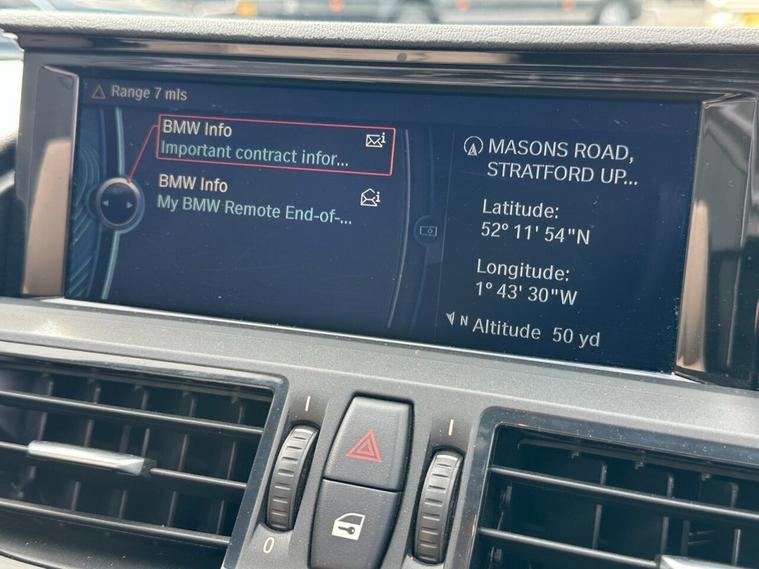 Range 7 mls
BMW Info
Important contract infor...
BMW Info
My BMW Remote End-of-...
MASONS ROAD,
STRATFORD UP...
Latitude:
52° 11' 54"N
Longitude:
1° 43' 30"W
N Altitude 50 yd
0